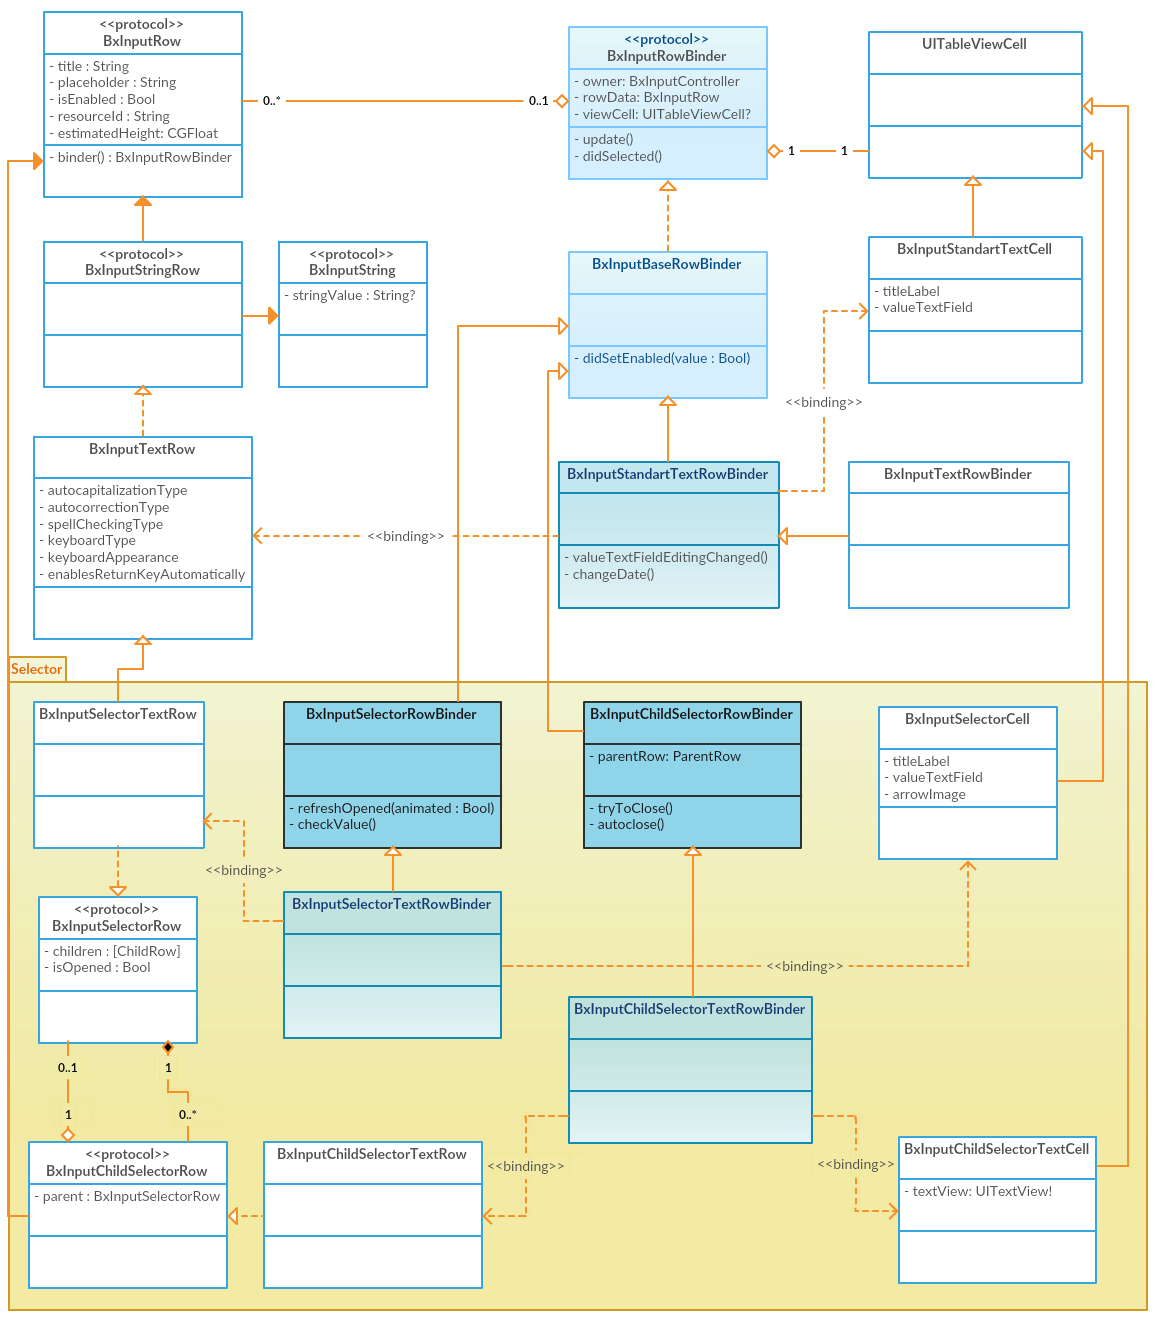 <<protocol>>
BxInputRow
- title : String
- placeholder : String
- isEnabled : Bool
- resourceId : String
- estimatedHeight: CGFloat
- binder() : BxInputRowBinder
0..*
0..1
<<protocol>>
BxInputRowBinder
- owner: BxInputController
- rowData: BxInputRow
- viewCell: UITableViewCell?
- update()
- didSelected()
1
1
UITableViewCell
<<protocol>>
BxInputStringRow
<<protocol>>
BxInputString
- stringValue : String?
BxInputBaseRowBinder
- didSetEnabled(value : Bool)
BxInputStandartTextCell
- titleLabel
- valueTextField
<<binding>>
BxInputTextRow
- autocapitalizationType
- autocorrectionType
- spellCheckingType
- keyboardType
- keyboardAppearance
- enablesReturnKeyAutomatically
<<binding>>
BxInputStandartTextRowBinder
- valueTextFieldEditingChanged()
- changeDate()
BxInputTextRowBinder
Selector
BxInputSelectorTextRow
BxInputSelectorRowBinder
- refreshOpened(animated : Bool)
- checkValue()
BxInputChildSelectorRowBinder
- parentRow: ParentRow
- tryToClose()
- autoclose()
BxInputSelectorCell
- titleLabel
- valueTextField
- arrowImage
<<binding>>
<<protocol>>
BxInputSelectorRow
- children : [ChildRow]
- isOpened : Bool
BxInputSelectorTextRowBinder
<<binding>>
BxInputChildSelectorTextRowBinder
0..1
1
1
0..*
<<protocol>>
BxInputChildSelectorRow
- parent : BxInputSelectorRow
BxInputChildSelectorTextRow
<<binding>>
<<binding>>
BxInputChildSelectorTextCell
- textView: UITextView!